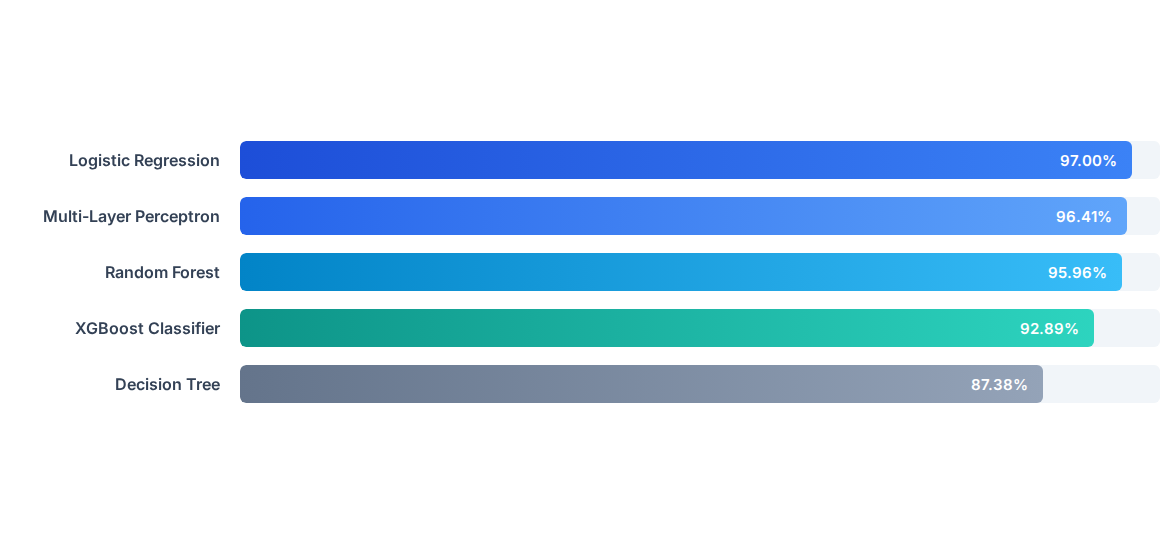 Logistic Regression 97.00%
Multi-Layer Perceptron 96.41%
Random Forest 95.96%
XGBoost Classifier 92.89%
Decision Tree 87.38%